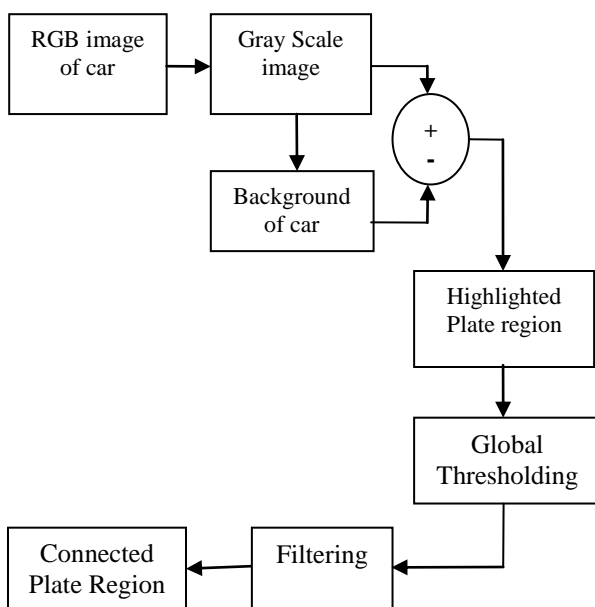 RGB image
of car
Gray Scale
image
+
-
Background
of car
Highlighted
Plate region
Global
Thresholding
Filtering
Connected
Plate Region